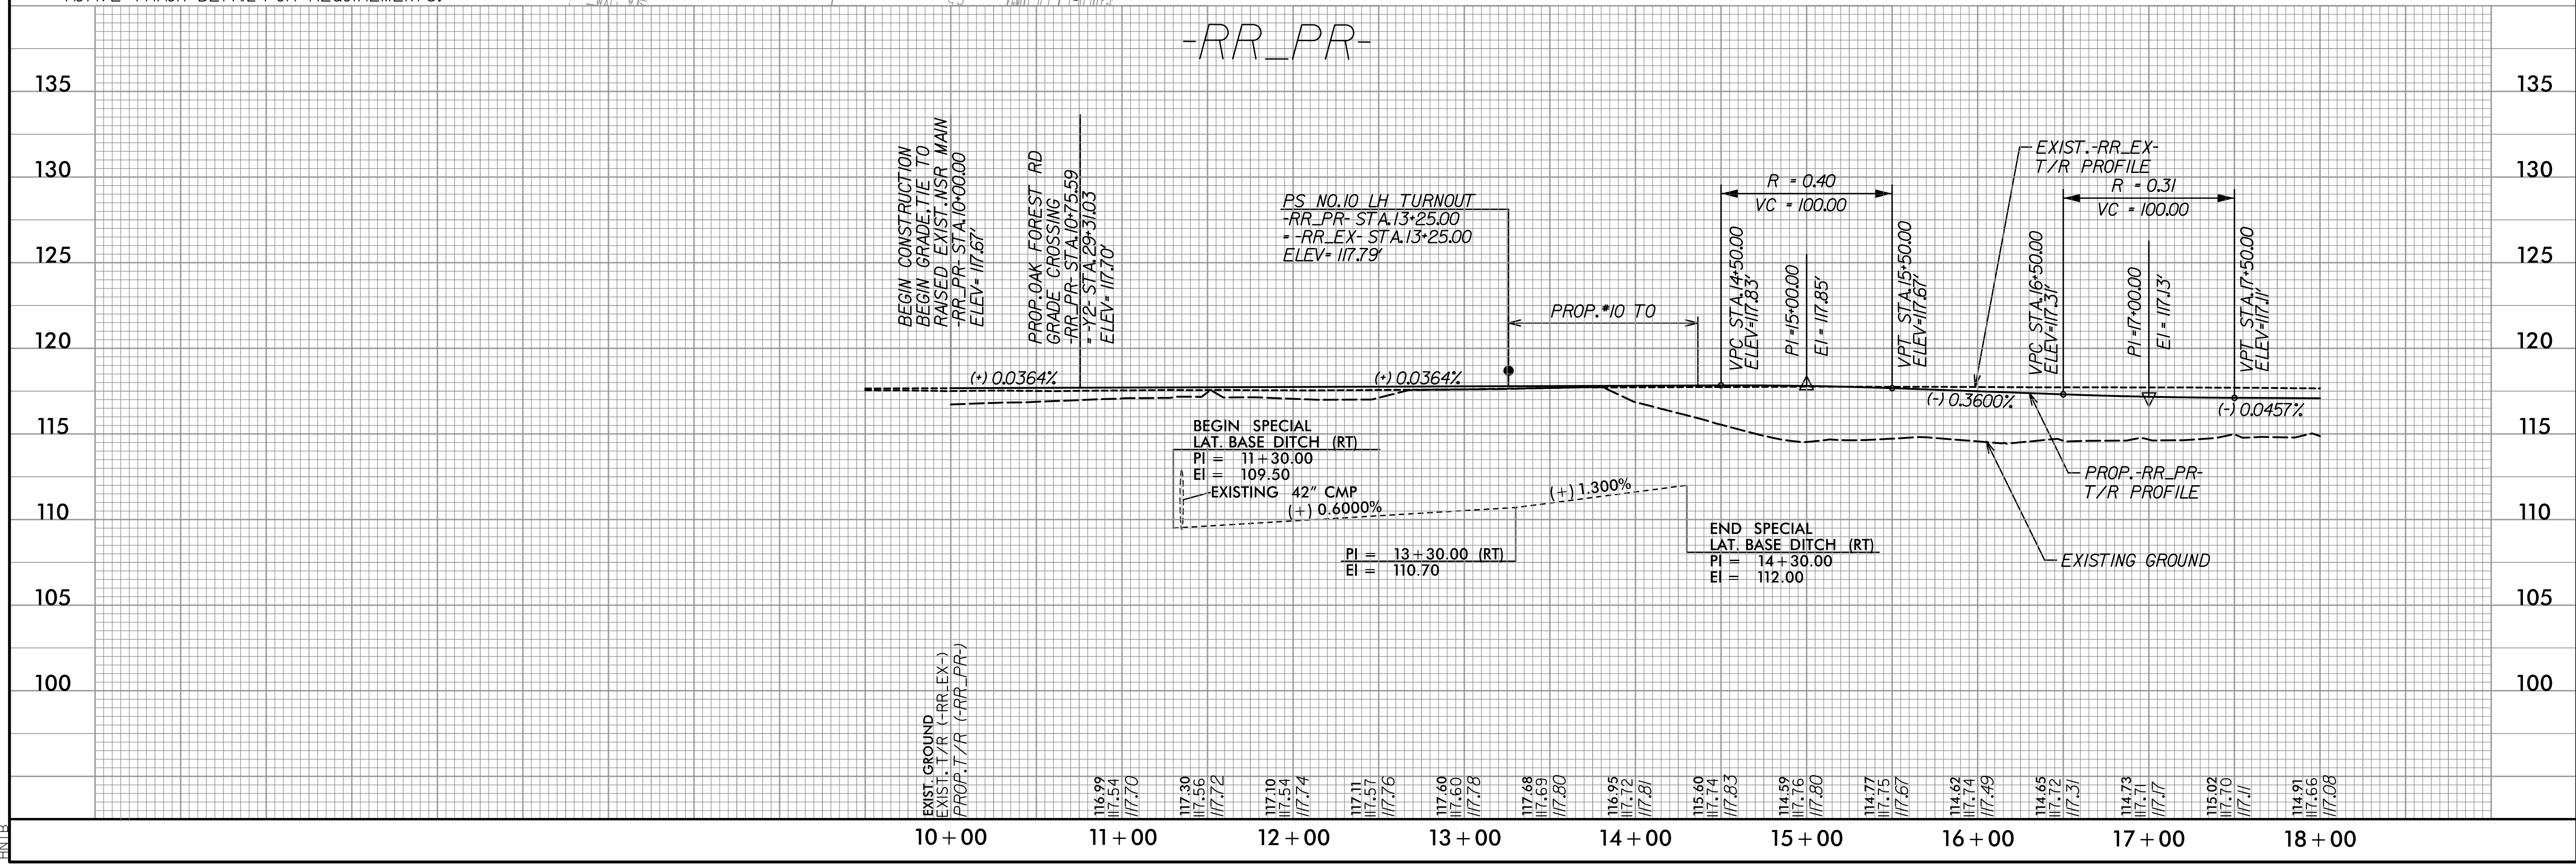 -RR_PR-
135
130
125
120
115
110
105
100
135
130
125
120
115
110
105
100
BEGIN CONSTRUCTION
BEGIN GRADE,TIE TO
RAISED EXIST.NSR MAIN
-RR_PR- STA.10+00.00
ELEV= 117.67'
PROP.OAK FOREST RD
GRADE CROSSING
-RR_PR- STA.10+75.59
= -Y2- STA.29+31.03
ELEV= 117.70'
PS NO.10 LH TURNOUT
-RR_PR- STA.13+25.00
= -RR_EX- STA.13+25.00
ELEV= 117.79'
PROP.#10 TO
R = 0.40
VC = 100.00
VPC STA.14+50.00
ELEV=117.83'
PI =15+00.00
EI = 117.85'
VPT STA.15+50.00
ELEV=117.67'
EXIST.-RR_EX-
T/R PROFILE
R = 0.31
VC = 100.00
VPC STA.16+50.00
ELEV=117.31'
PI =17+00.00
EI = 117.13'
VPT STA.17+50.00
ELEV=117.11'
(+) 0.0364%
(+) 0.0364%
(-) 0.3600%
(-) 0.0457%
BEGIN SPECIAL
LAT. BASE DITCH (RT)
PI = 11+30.00
EI = 109.50
EXISTING 42" CMP
(+) 0.6000%
(+) 1.300%
PI = 13+30.00 (RT)
EI = 110.70
END SPECIAL
LAT. BASE DITCH (RT)
PI = 14+30.00
EI = 112.00
PROP.-RR_PR-
T/R PROFILE
EXISTING GROUND
EXIST. GROUND
EXIST. T/R (-RR_EX-)
PROP.T/R (-RR_PR-)
116.99
117.54
117.70
117.30
117.56
117.72
117.10
117.54
117.74
117.11
117.57
117.76
117.60
117.60
117.78
117.68
117.69
117.80
116.95
117.72
117.81
115.60
117.74
117.83
114.59
117.76
117.80
114.77
117.75
117.67
114.62
117.74
117.49
114.65
117.72
117.31
114.73
117.71
117.17
115.02
117.70
117.11
114.91
117.66
117.08
10+00
11+00
12+00
13+00
14+00
15+00
16+00
17+00
18+00
HNTB